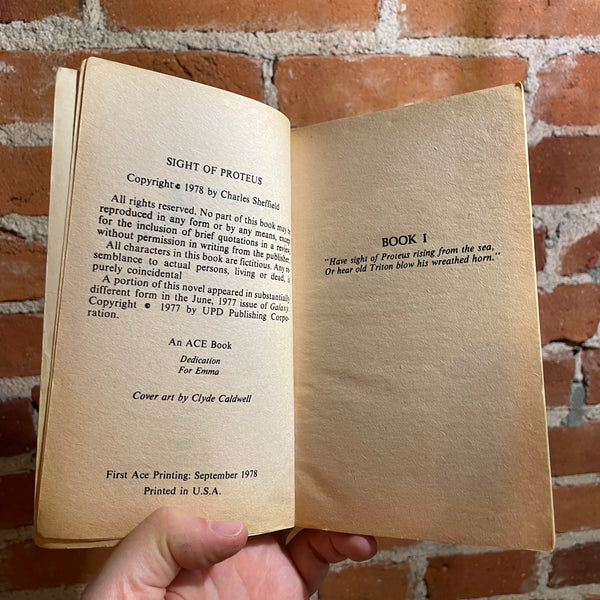 SIGHT OF PROTEUS
Copyright © 1978 by Charles Sheffield
All rights reserved. No part of this book may be
reproduced in any form or by any means, except
for the inclusion of brief quotations in a review
without permission in writing from the publisher.
All characters in this book are fictitious. Any re-
semblance to actual persons, living or dead, is
purely coincidental
A portion of this novel appeared in substantially
different form in the June, 1977 issue of Galaxy.
Copyright © 1977 by UPD Publishing Corpo-
ration.
An ACE Book
Dedication
For Emma
Cover art by Clyde Caldwell
First Ace Printing: September 1978
Printed in U.S.A.
BOOK I
"Have sight of Proteus rising from the sea,
Or hear old Triton blow his wreathed horn."